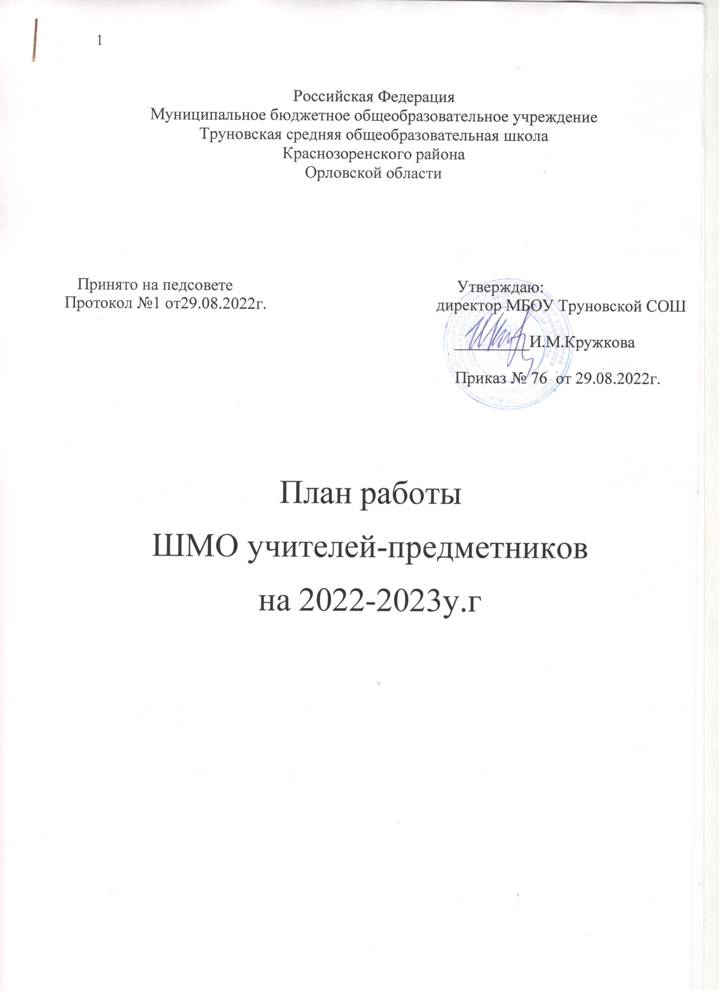 1
Российская Федерация
Муниципальное бюджетное общеобразовательное учреждение
Труновская средняя общеобразовательная школа
Краснозоренского района
Орловской области
Принято на педсовете
Протокол №1 от29.08.2022г.
Утверждаю:
директор МБОУ Труновской СОШ
_________И.М.Кружкова
Приказ № 76 от 29.08.2022г.
План работы
ШМО учителей-предметников
на 2022-2023у.г